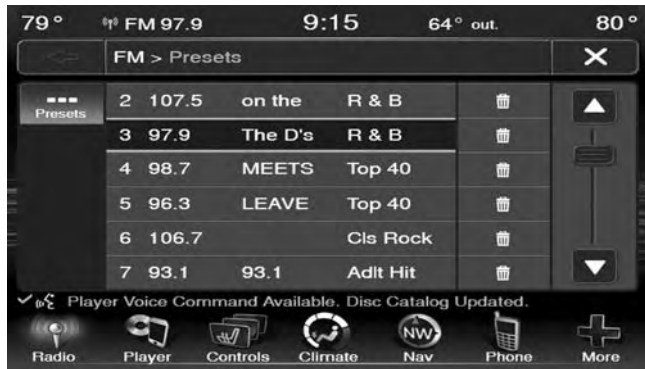 79° FM 97.9 9:15 64° out. 80°
FM > Presets
Presets
2 107.5 on the R & B
3 97.9 The D's R & B
4 98.7 MEETS Top 40
5 96.3 LEAVE Top 40
6 106.7 Cls Rock
7 93.1 93.1 Adlt Hit
Player Voice Command Available. Disc Catalog Updated.
NW
Radio Player Controls Climate Nav Phone More